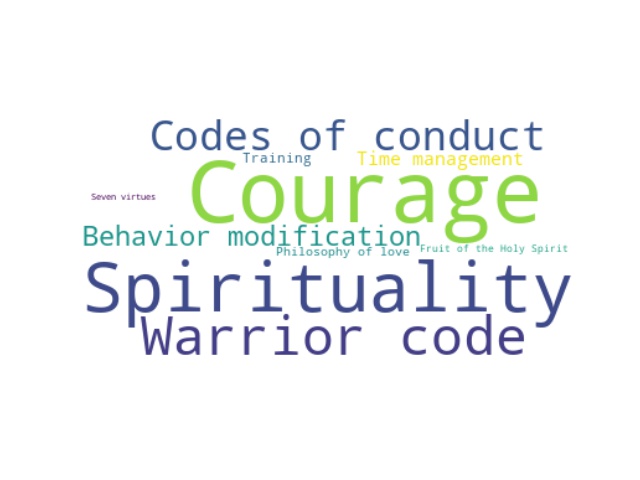 Codes of conduct
Training
Time management
Courage
Seven virtues
Behavior modification
Philosophy of love
Fruit of the Holy Spirit
Spirituality
Warrior code